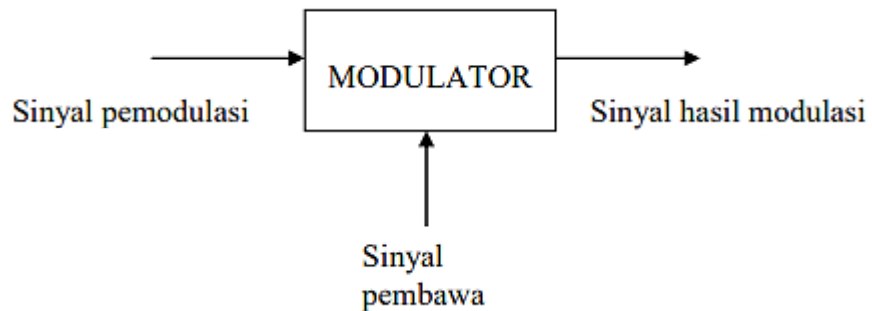 MODULATOR
Sinyal pemodulasi
Sinyal hasil modulasi
Sinyal
pembawa